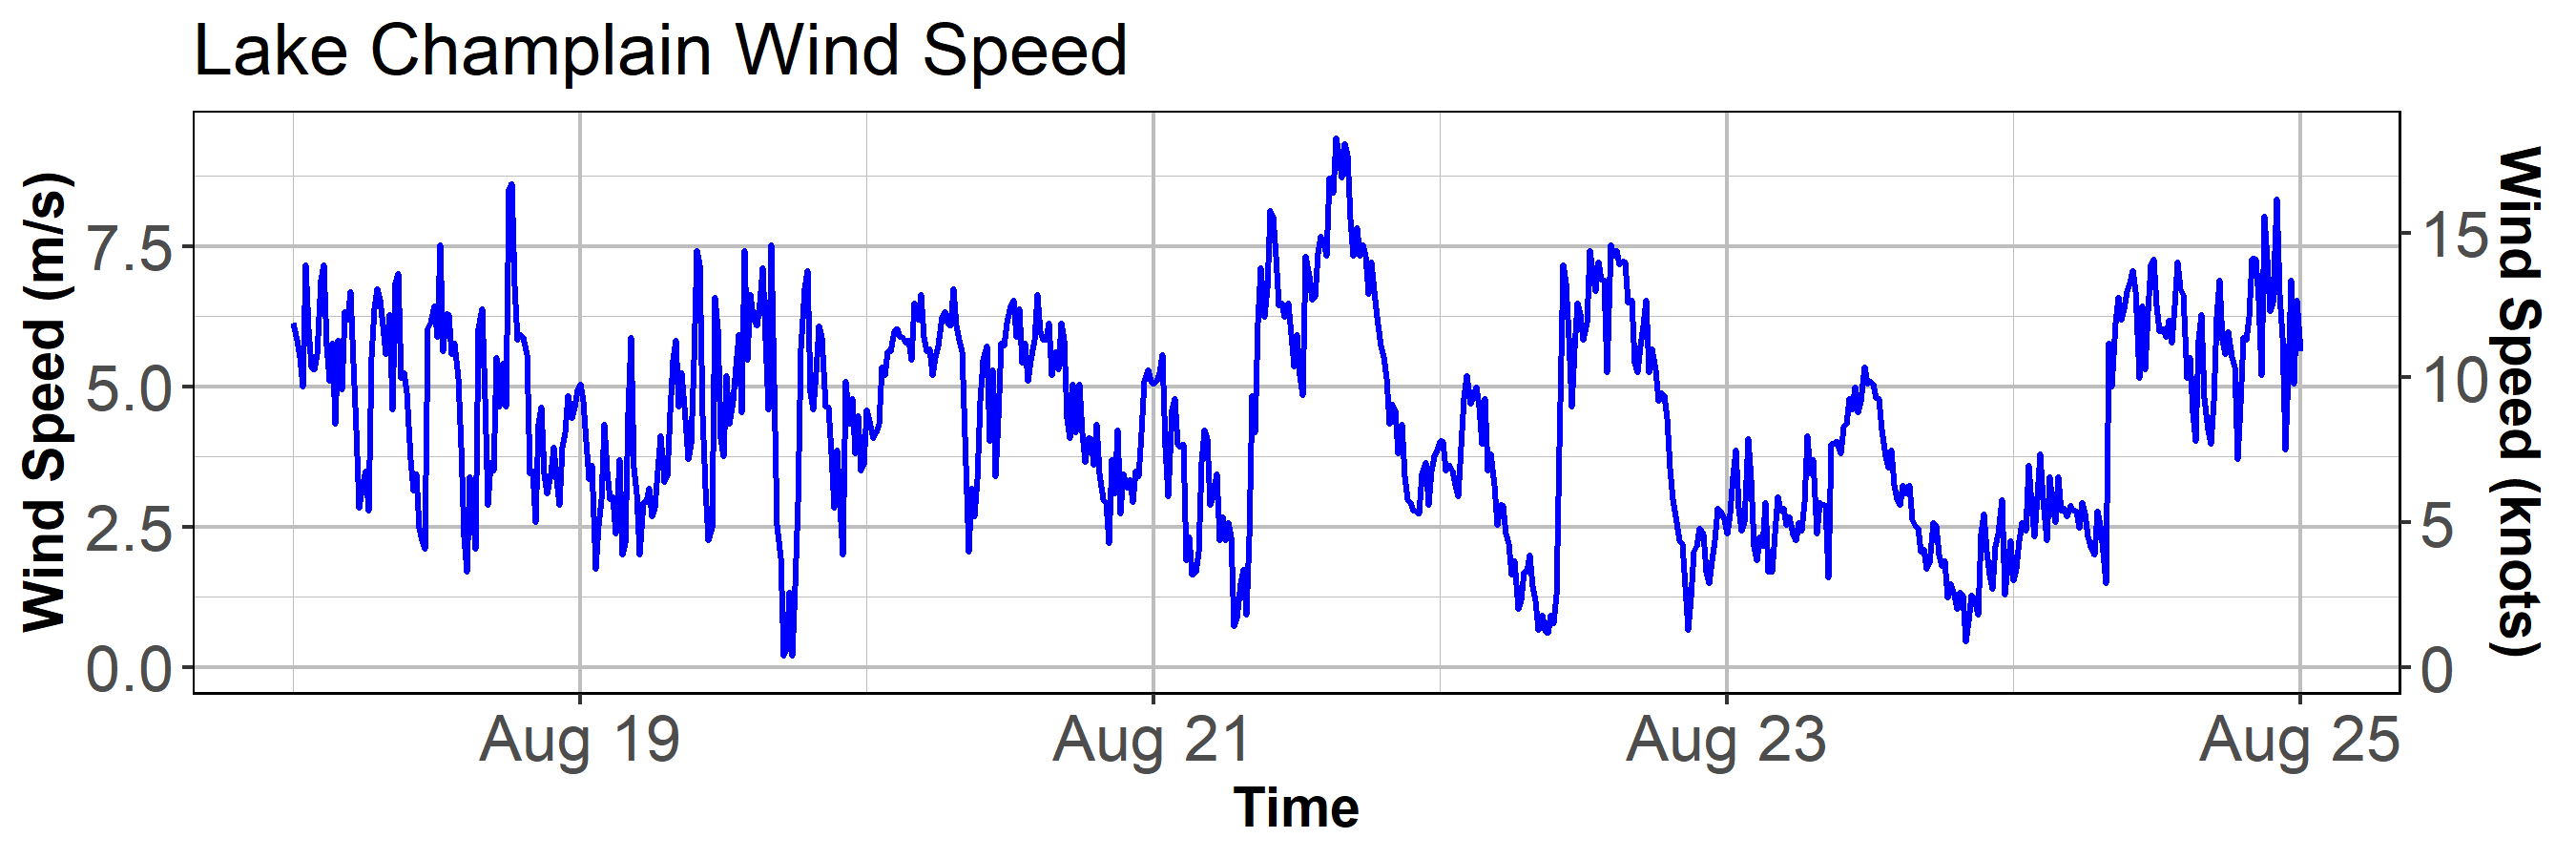 Lake Champlain Wind Speed
Wind Speed (m/s)
7.5
5.0
2.5
0.0
15
10
5
0
Wind Speed (knots)
Aug 19
Aug 21
Aug 23
Aug 25
Time